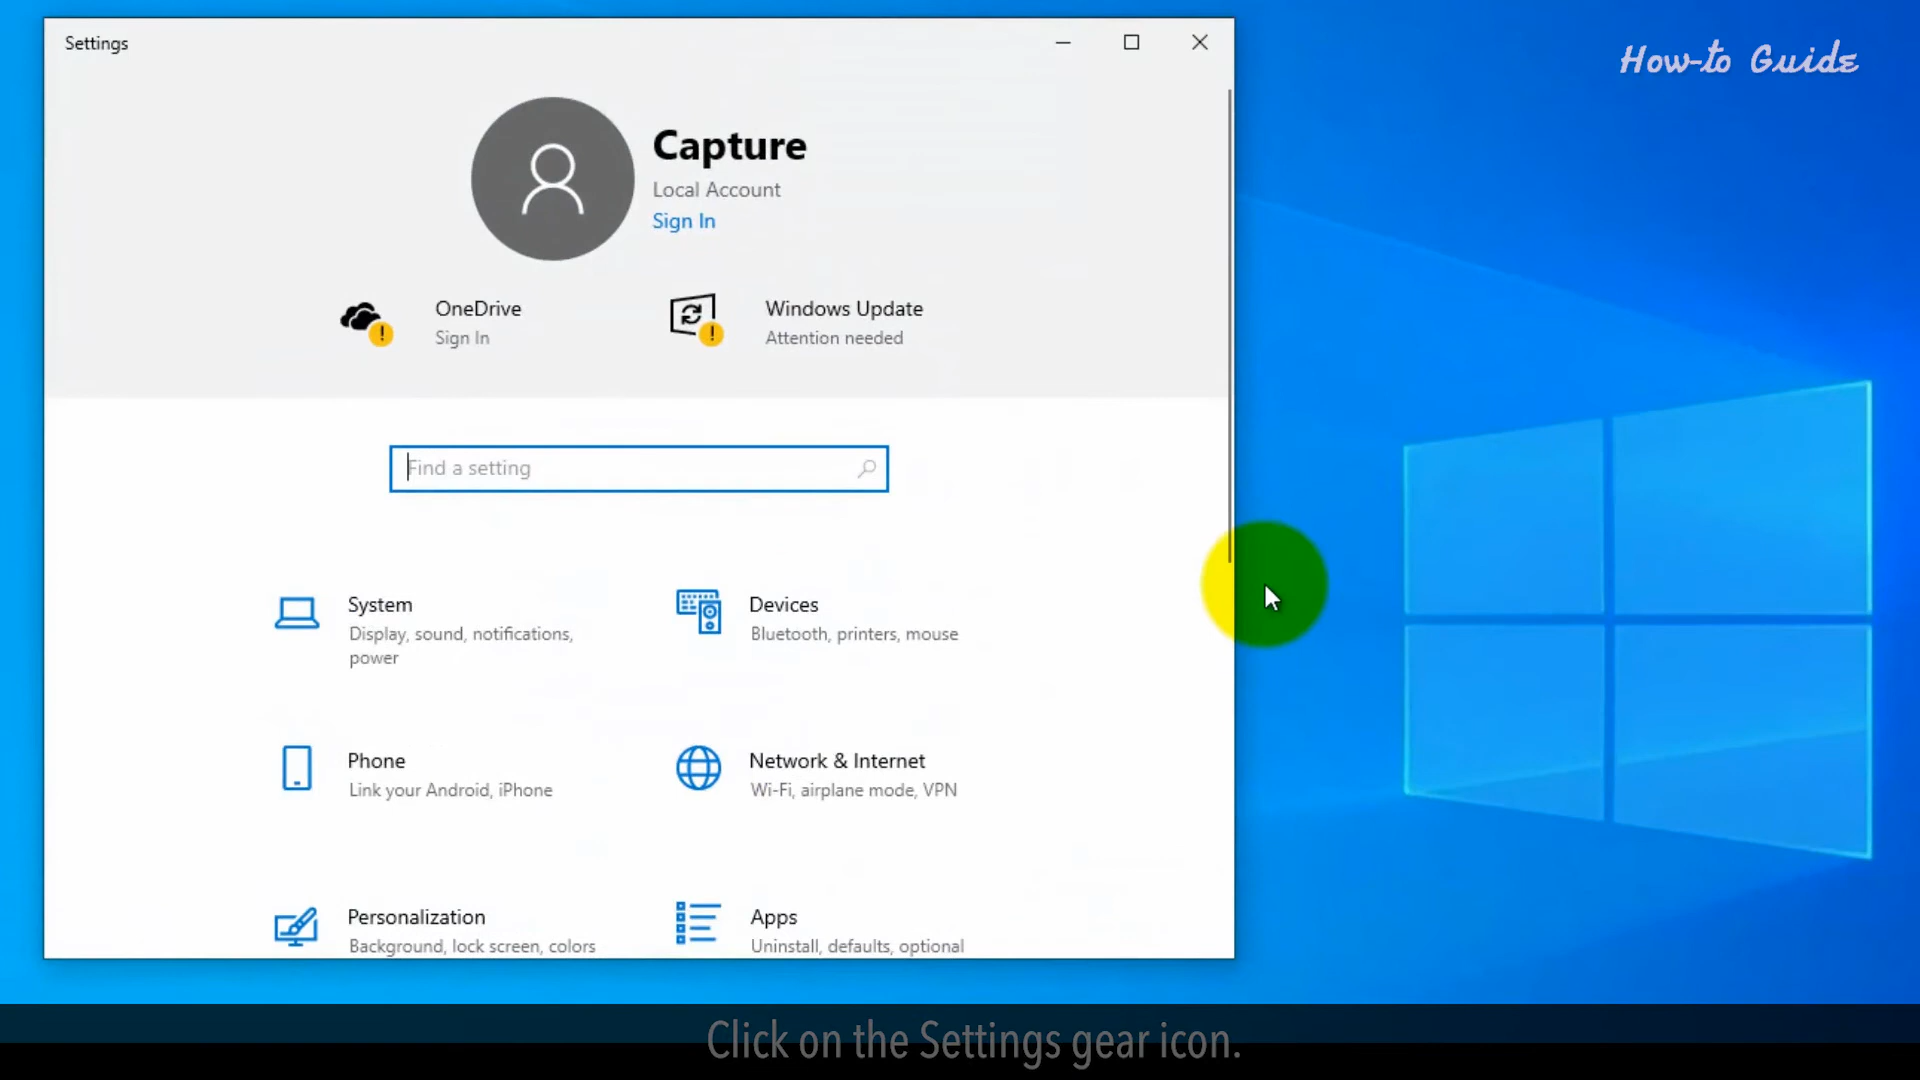 Settings
How-to Guide
Capture
Local Account
Sign In
OneDrive
Sign In
Windows Update
Attention needed
Find a setting
System
Display, sound, notifications,
power
Devices
Bluetooth, printers, mouse
Phone
Link your Android, iPhone
Network & Internet
Wi-Fi, airplane mode, VPN
Personalization
Background, lock screen, colors
Apps
Uninstall, defaults, optional
Click on the Settings gear icon.